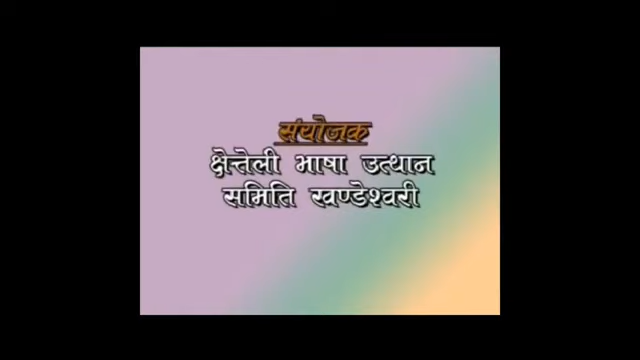 संयोजक
क्षेत्तेली भाषा उत्थान
समिति खण्डेश्वरी